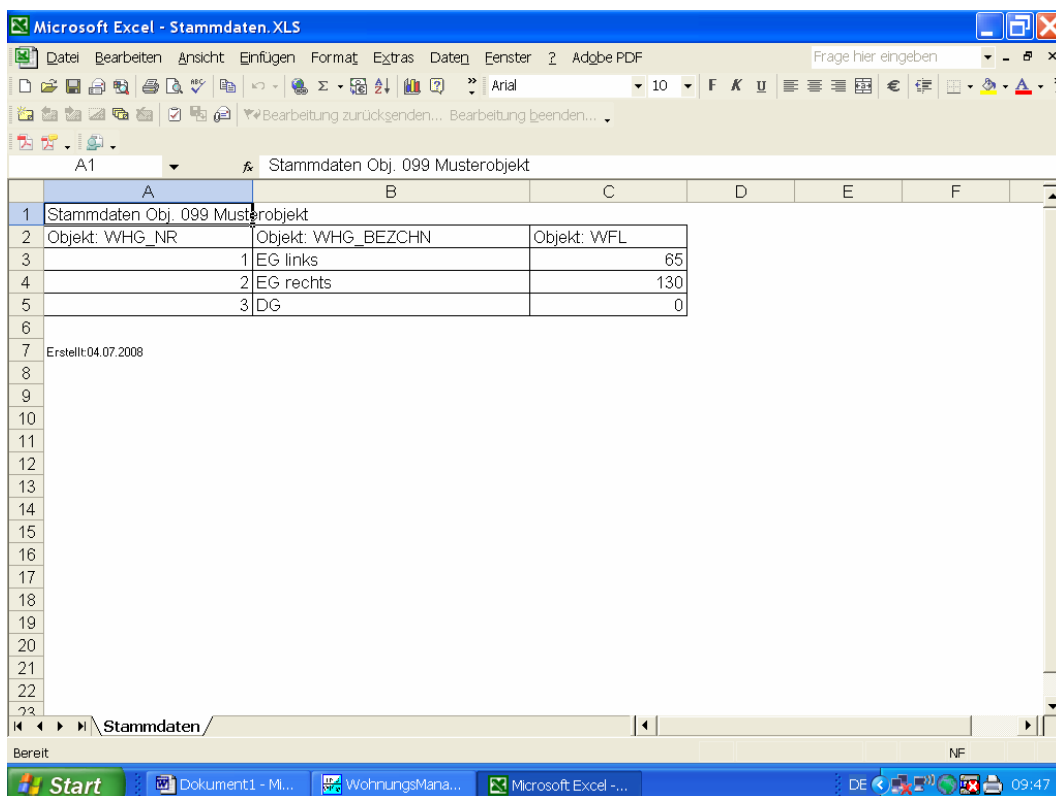 Microsoft Excel - Stammdaten.XLS
Datei Bearbeiten Ansicht Einfügen Format Extras Daten Fenster ? Adobe PDF Frage hier eingeben
Arial 10 F K U €
Bearbeitung zurücksenden... Bearbeitung beenden...
A1 fx Stammdaten Obj. 099 Musterobjekt
A B C D E F
1 Stammdaten Obj. 099 Musterobjekt
2 Objekt: WHG_NR Objekt: WHG_BEZCHN Objekt: WFL
3 1 EG links 65
4 2 EG rechts 130
5 3 DG 0
6
7 Erstellt:04.07.2008
8
9
10
11
12
13
14
15
16
17
18
19
20
21
22
23
Stammdaten
Bereit NF
Start Dokument1 - Mi... WohnungsMana... Microsoft Excel -... DE 09:47